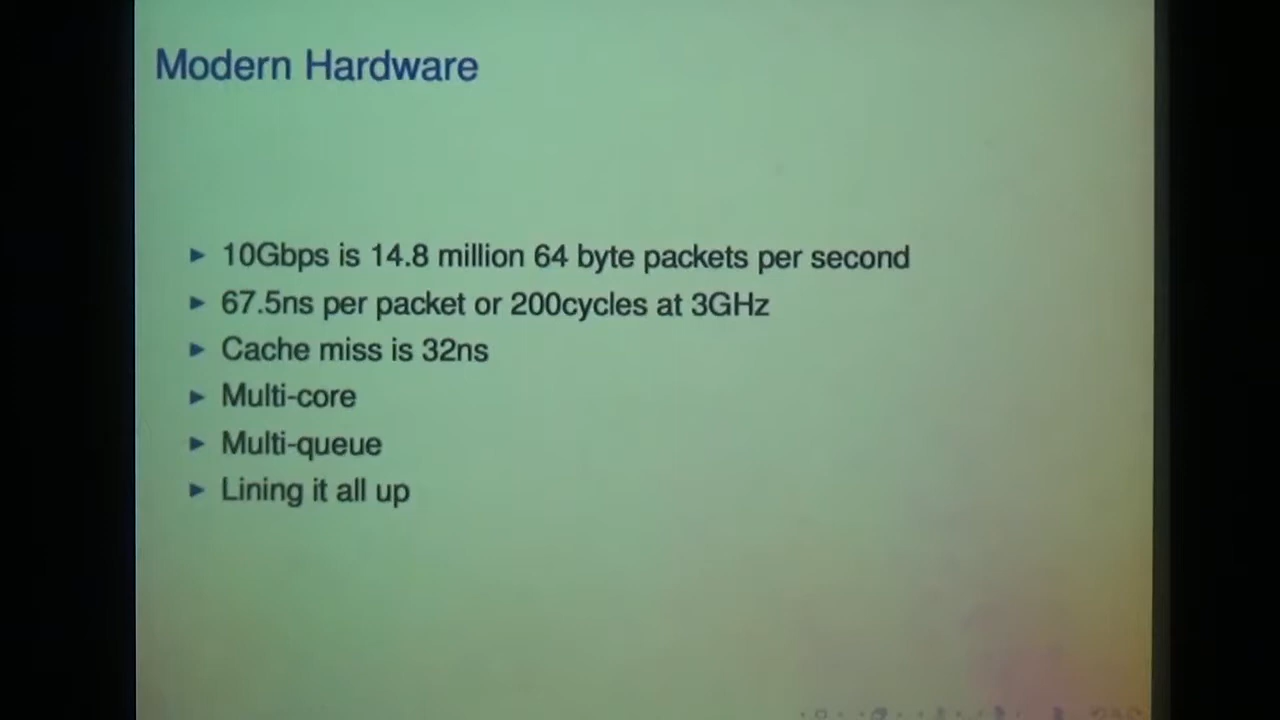 Modern Hardware
► 10Gbps is 14.8 million 64 byte packets per second
► 67.5ns per packet or 200cycles at 3GHz
► Cache miss is 32ns
► Multi-core
► Multi-queue
► Lining it all up